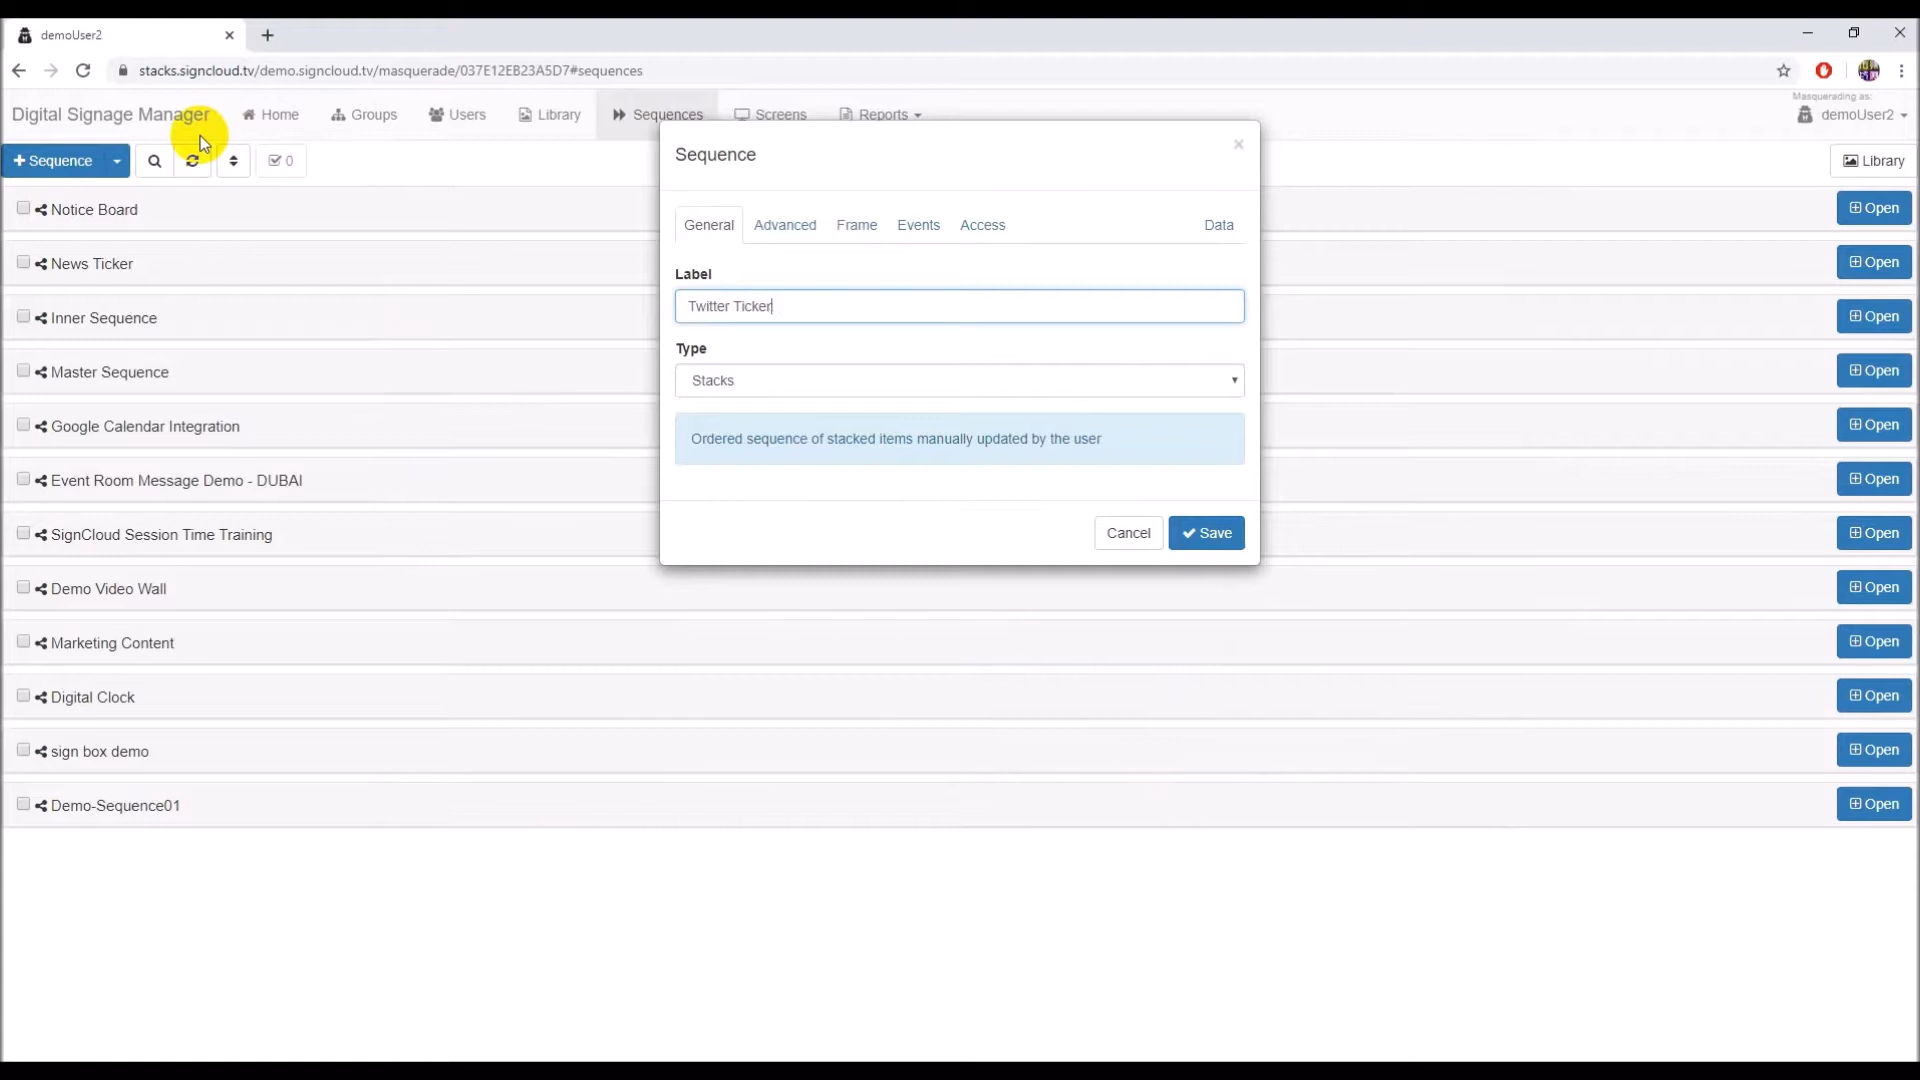 demoUser2
stacks.signcloud.tv/demo.signcloud.tv/masquerade/037E12EB23A5D7#sequences
Digital Signage Manager Home Groups Users Library Sequences Screens Reports
Masquerading as:
demoUser2
Sequence 0 Library
Sequence ×
General Advanced Frame Events Access Data
Label
Twitter Ticker
Type
Stacks
Ordered sequence of stacked items manually updated by the user
Cancel Save
Notice Board Open
News Ticker Open
Inner Sequence Open
Master Sequence Open
Google Calendar Integration Open
Event Room Message Demo - DUBAI Open
SignCloud Session Time Training Open
Demo Video Wall Open
Marketing Content Open
Digital Clock Open
sign box demo Open
Demo-Sequence01 Open